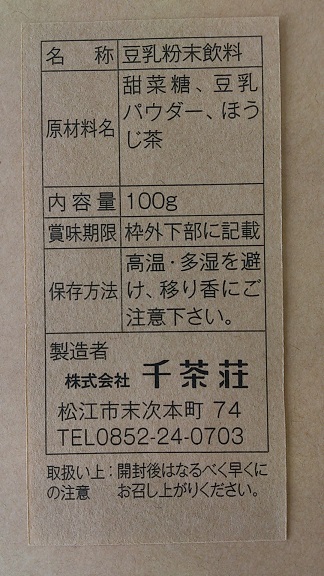 名称 豆乳粉末飲料
原材料名 甜菜糖、豆乳
パウダー、ほう
じ茶
内容量 100g
賞味期限 枠外下部に記載
保存方法 高温・多湿を避
け、移り香にご
注意下さい。
製造者
株式会社 千茶荘
松江市末次本町 74
TEL0852-24-0703
取扱い上：開封後はなるべく早くに
の注意 お召し上がりください。